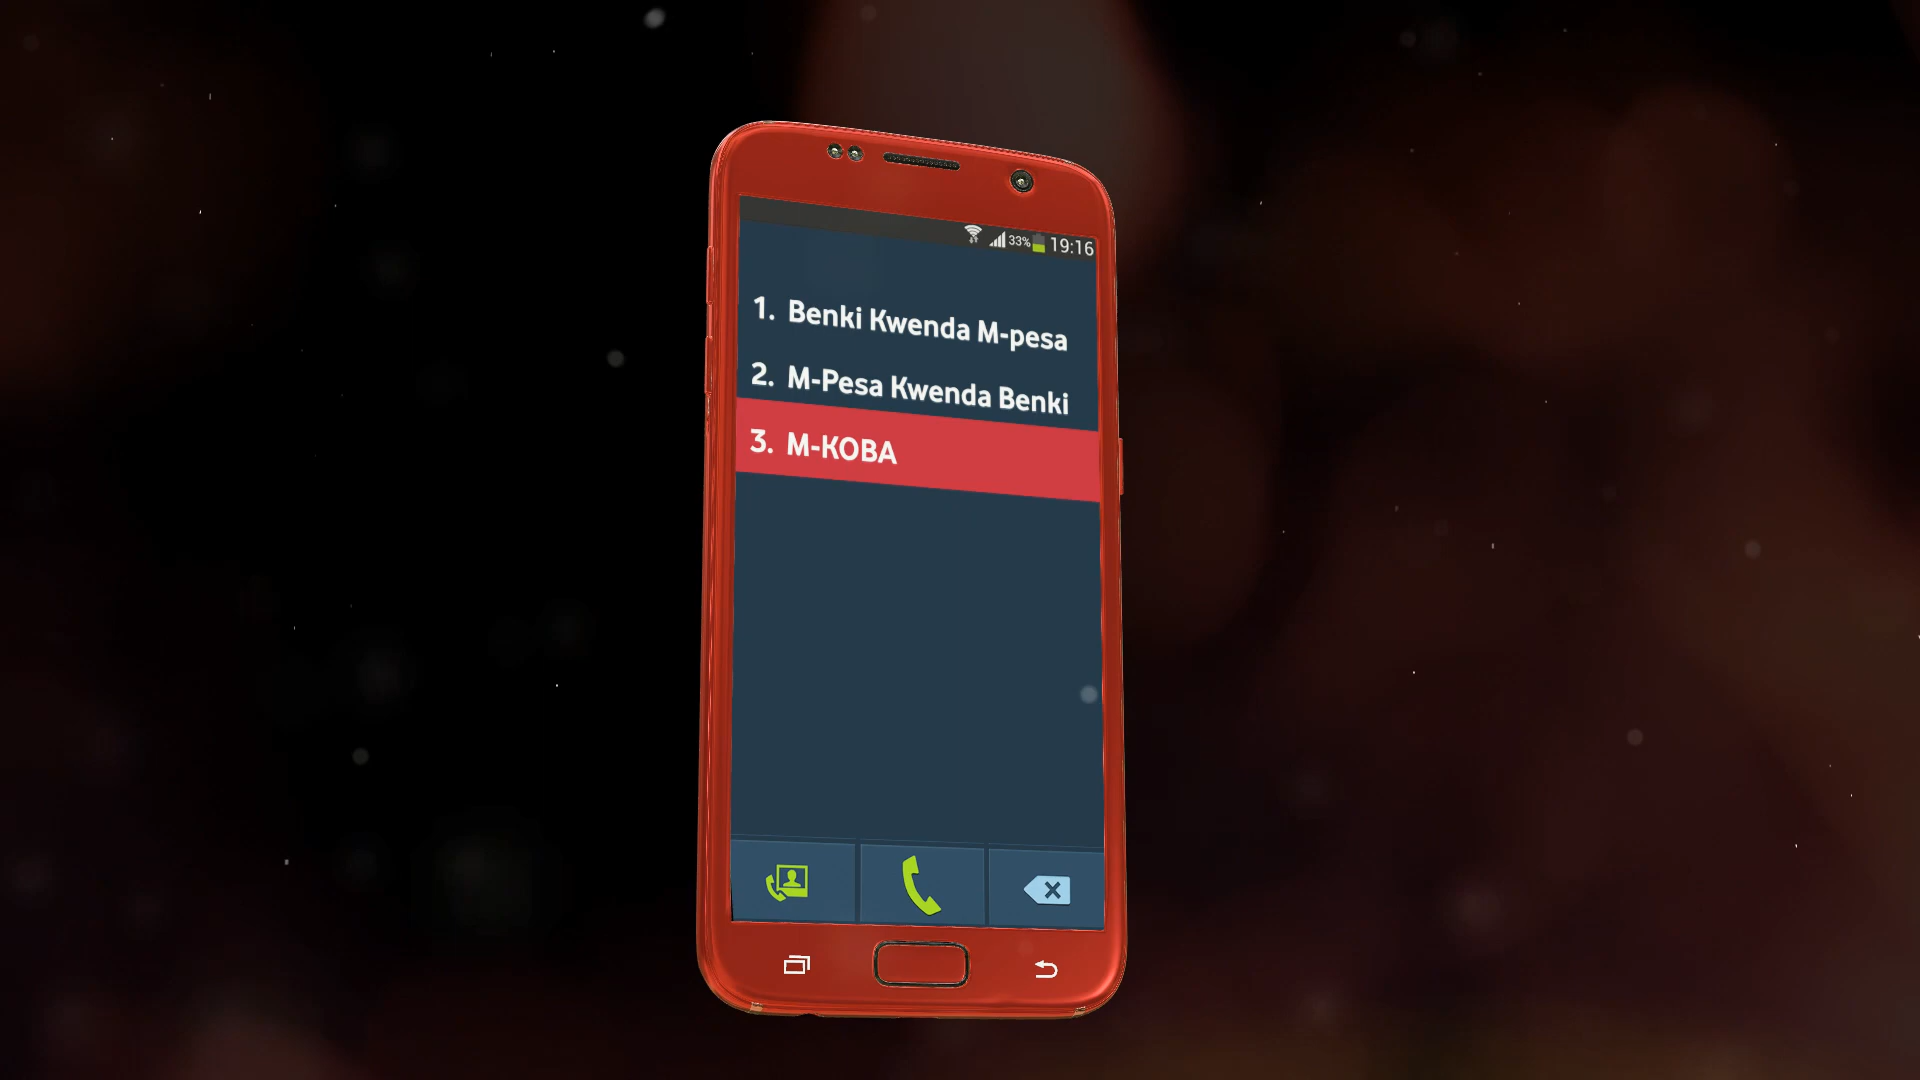 33% 19:16
1. Benki Kwenda M-pesa
2. M-Pesa Kwenda Benki
3. M-KOBA